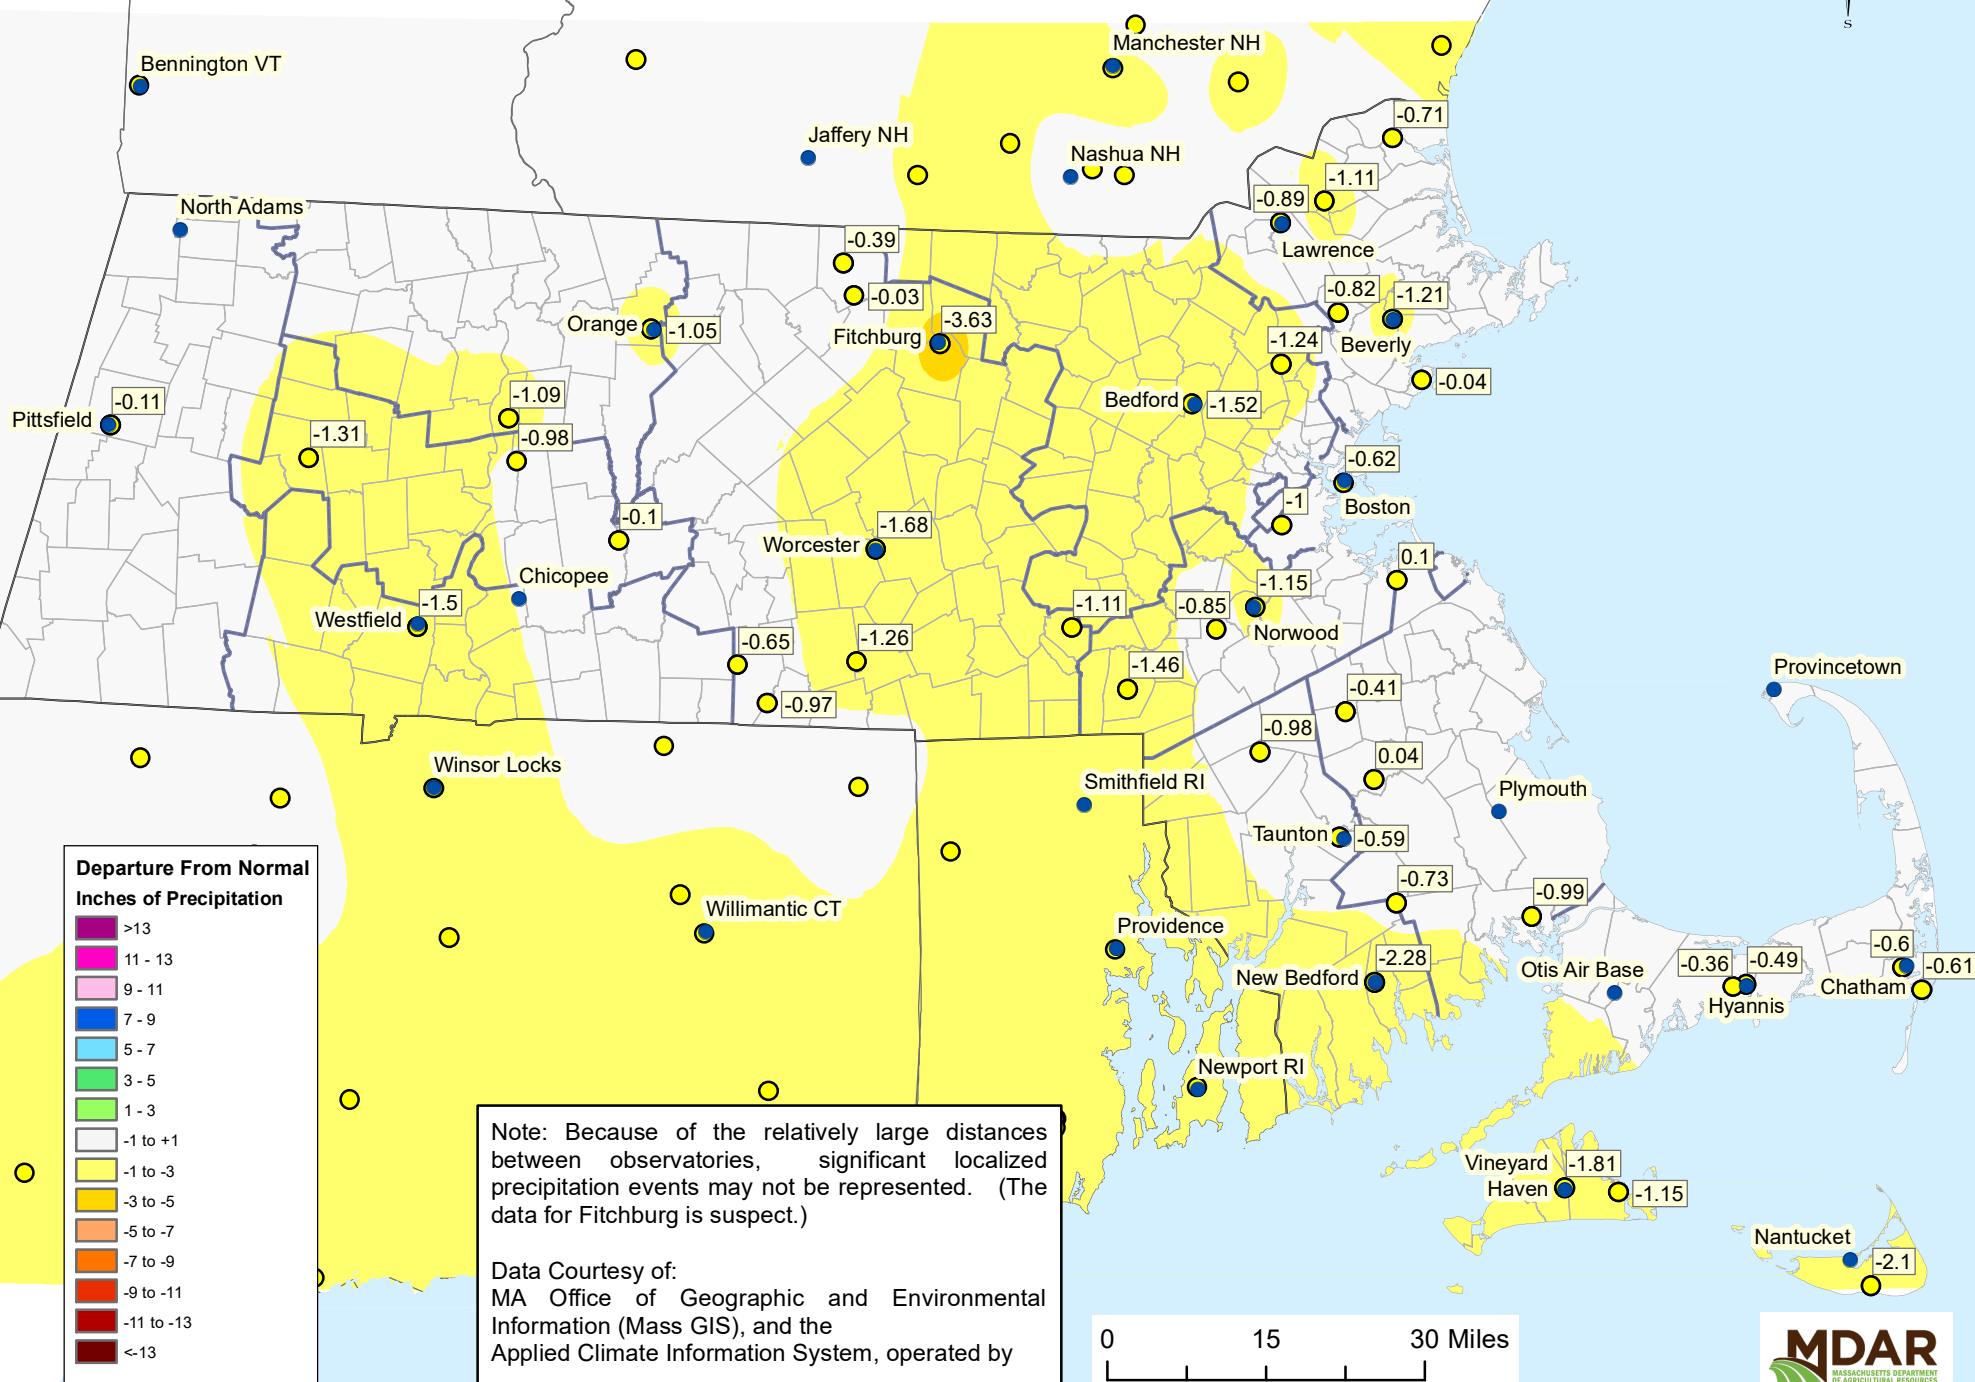 S
Bennington VT
Manchester NH
-0.71
Jaffery NH
Nashua NH
-1.11
-0.89
North Adams
-0.39
Lawrence
-0.03
-0.82
-1.21
Orange
-1.05
-3.63
Fitchburg
-1.24
Beverly
-0.04
Pittsfield
-0.11
-1.09
Bedford
-1.52
-1.31
-0.98
-0.62
Boston
-1
-0.1
-1.68
Worcester
0.1
Chicopee
-1.15
-1.5
Westfield
-1.11
-0.85
Norwood
-0.65
-1.26
-1.46
Provincetown
-0.97
-0.41
-0.98
0.04
Winsor Locks
Smithfield RI
Plymouth
Taunton
-0.59
-0.73
-0.99
Willimantic CT
Providence
-2.28
New Bedford
Otis Air Base
-0.36
-0.49
Hyannis
-0.6
-0.61
Chatham
Newport RI
Vineyard
Haven
-1.81
-1.15
Nantucket
-2.1
Departure From Normal
Inches of Precipitation
>13
11 - 13
9 - 11
7 - 9
5 - 7
3 - 5
1 - 3
-1 to +1
-1 to -3
-3 to -5
-5 to -7
-7 to -9
-9 to -11
-11 to -13
<-13
Note: Because of the relatively large distances
between observatories, significant localized
precipitation events may not be represented. (The
data for Fitchburg is suspect.)
Data Courtesy of:
MA Office of Geographic and Environmental
Information (Mass GIS), and the
Applied Climate Information System, operated by
0 15 30 Miles
MDAR
MASSACHUSETTS DEPARTMENT
OF AGRICULTURAL RESOURCES